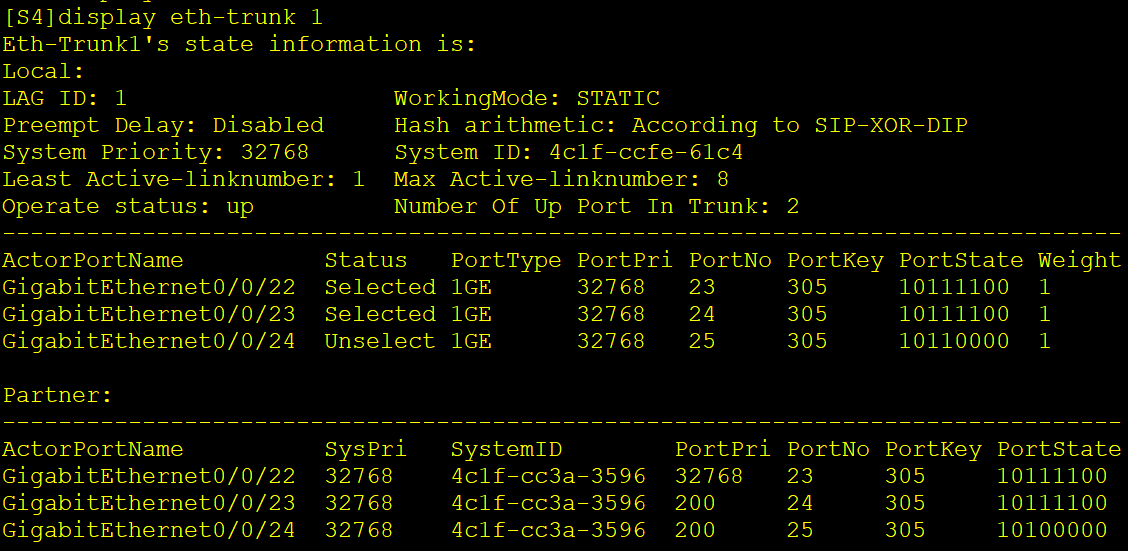 [S4]display eth-trunk 1
Eth-Trunk1's state information is:
Local:
LAG ID: 1                   WorkingMode: STATIC
Preempt Delay: Disabled     Hash arithmetic: According to SIP-XOR-DIP
System Priority: 32768      System ID: 4c1f-ccfe-61c4
Least Active-linknumber: 1  Max Active-linknumber: 8
Operate status: up          Number Of Up Port In Trunk: 2
--------------------------------------------------------------------------------
ActorPortName          Status   PortType PortPri PortNo PortKey PortState Weight
GigabitEthernet0/0/22  Selected 1GE      32768   23     305     10111100  1
GigabitEthernet0/0/23  Selected 1GE      32768   24     305     10111100  1
GigabitEthernet0/0/24  Unselect 1GE      32768   25     305     10110000  1

Partner:
--------------------------------------------------------------------------------
ActorPortName          SysPri   SystemID        PortPri PortNo PortKey PortState
GigabitEthernet0/0/22  32768    4c1f-cc3a-3596  32768   23     305     10111100
GigabitEthernet0/0/23  32768    4c1f-cc3a-3596  200     24     305     10111100
GigabitEthernet0/0/24  32768    4c1f-cc3a-3596  200     25     305     10100000